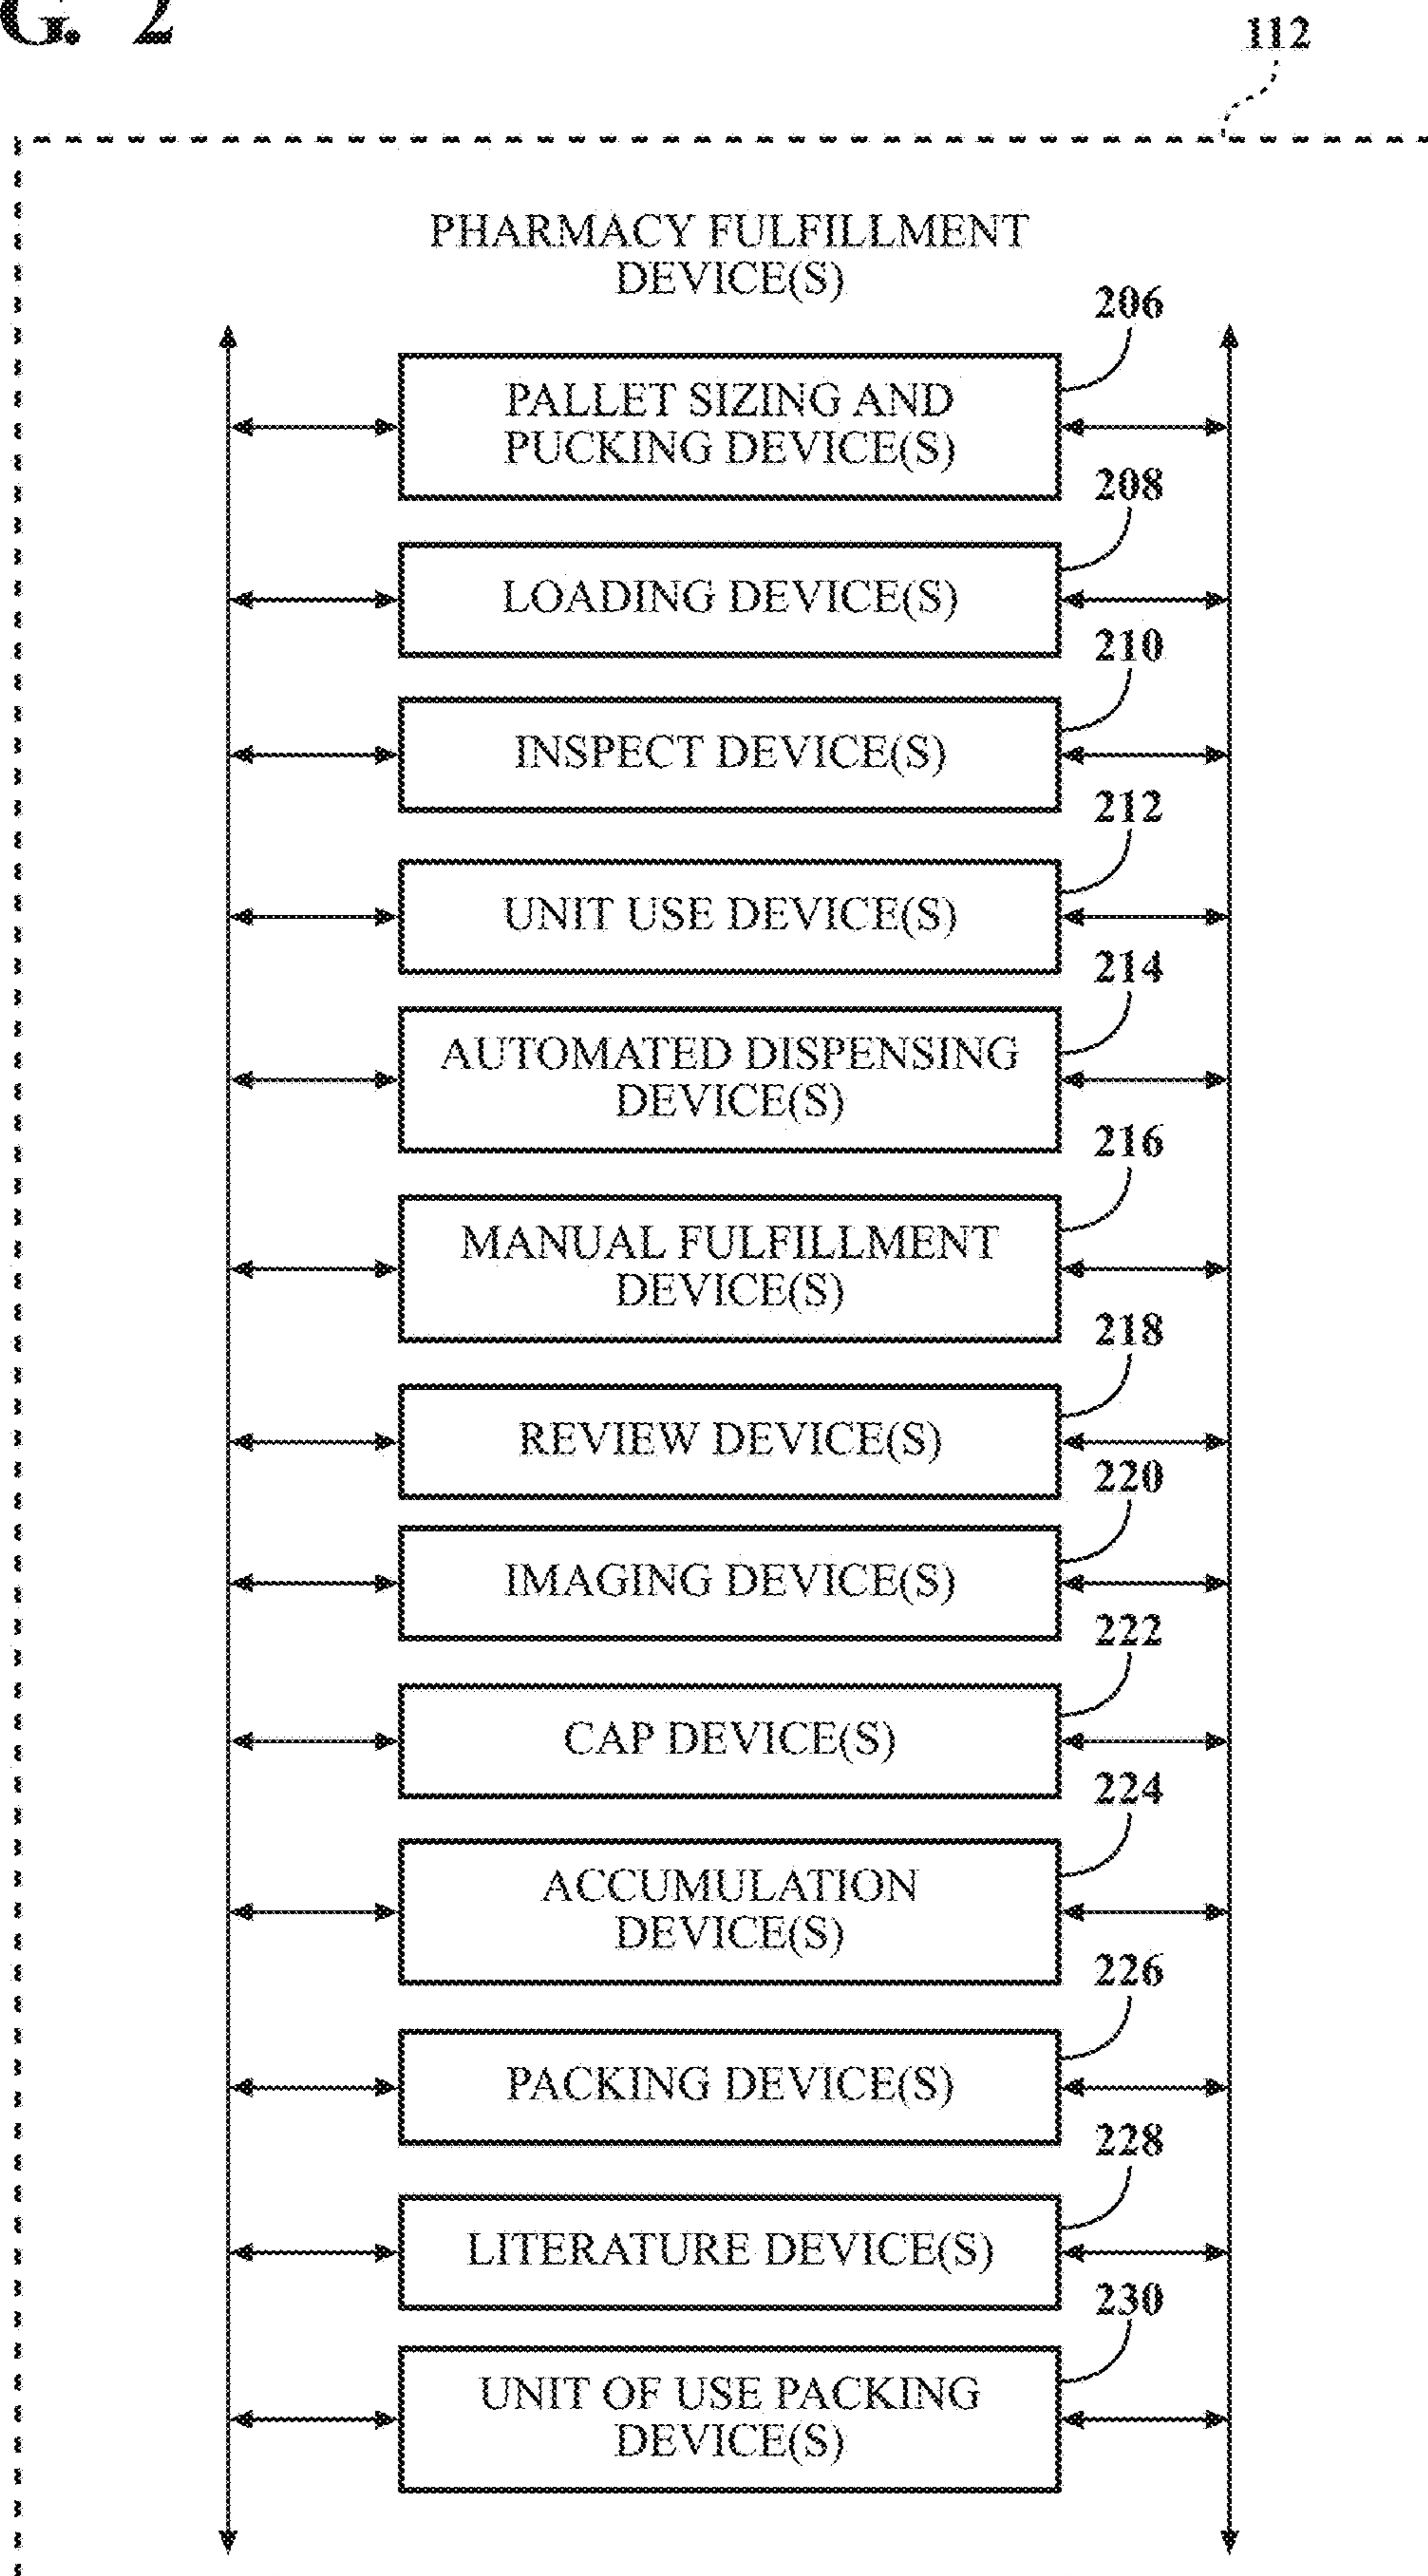 G. 2
112
PHARMACY FULFILLMENT
DEVICE(S)
206
PALLET SIZING AND
PUCKING DEVICE(S)
208
LOADING DEVICE(S)
210
INSPECT DEVICE(S)
212
UNIT USE DEVICE(S)
214
AUTOMATED DISPENSING
DEVICE(S)
216
MANUAL FULFILLMENT
DEVICE(S)
218
REVIEW DEVICE(S)
220
IMAGING DEVICE(S)
222
CAP DEVICE(S)
224
ACCUMULATION
DEVICE(S)
226
PACKING DEVICE(S)
228
LITERATURE DEVICE(S)
230
UNIT OF USE PACKING
DEVICE(S)